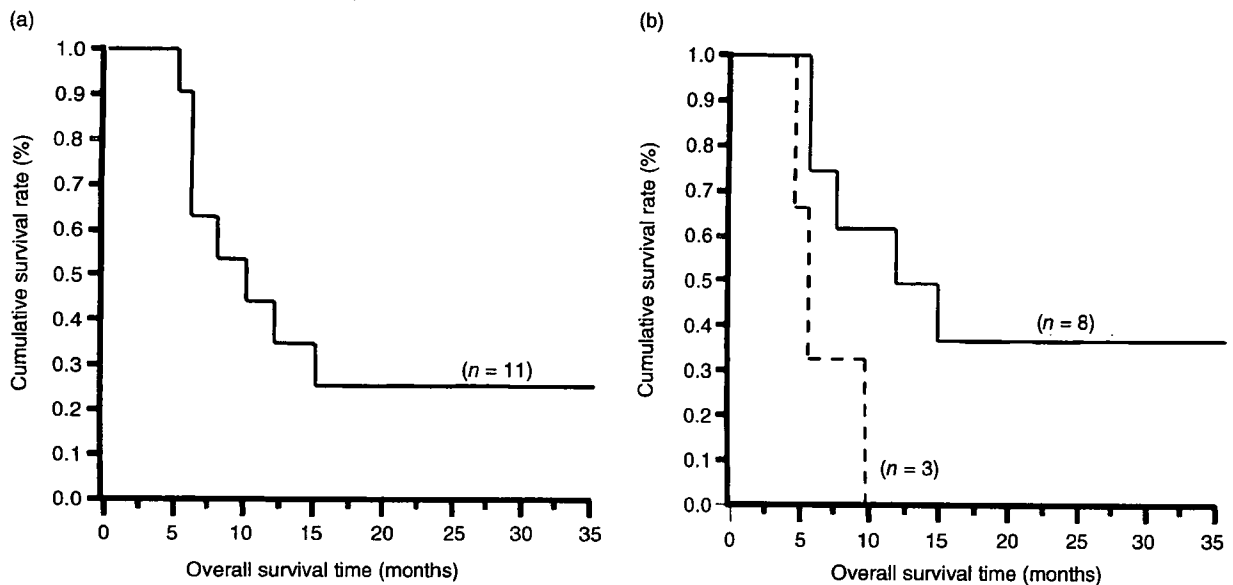 (a)
Cumulative survival rate (%)
1.0
0.9
0.8
0.7
0.6
0.5
0.4
0.3
0.2
0.1
0.0
(n = 11)
0 5 10 15 20 25 30 35
Overall survival time (months)
(b)
Cumulative survival rate (%)
1.0
0.9
0.8
0.7
0.6
0.5
0.4
0.3
0.2
0.1
0.0
(n = 8)
(n = 3)
0 5 10 15 20 25 30 35
Overall survival time (months)